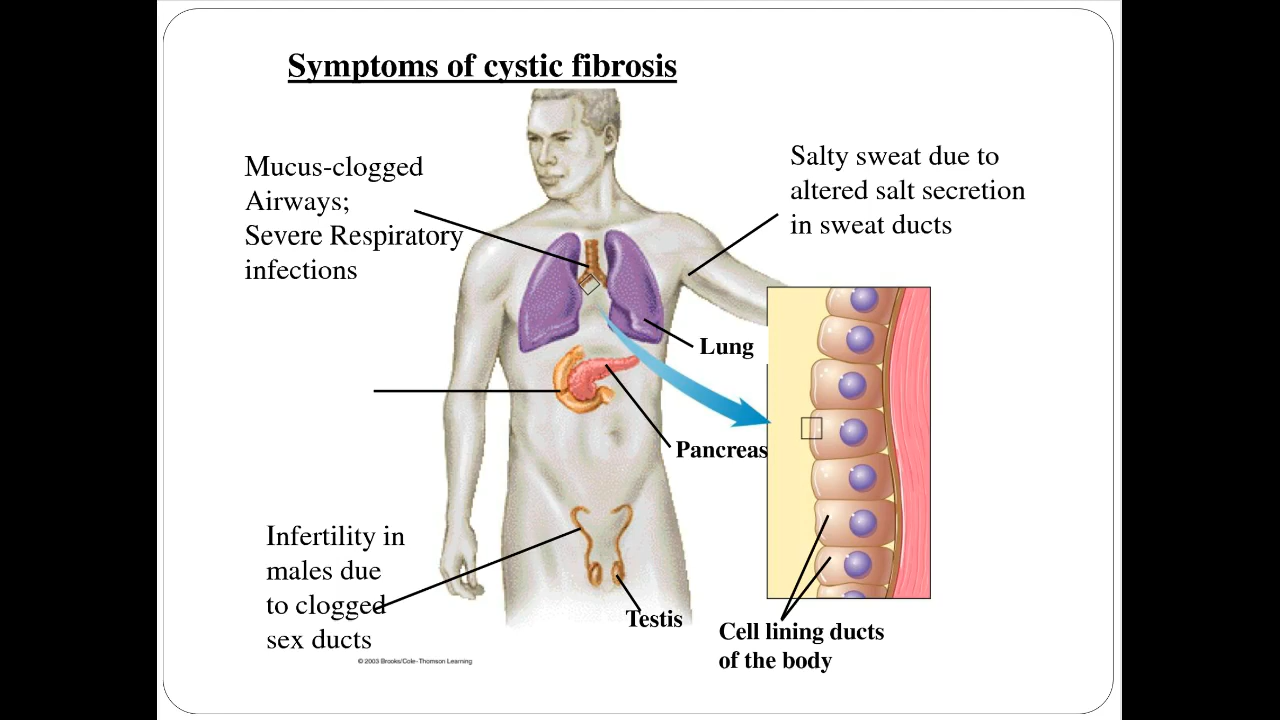 Symptoms of cystic fibrosis
Mucus-clogged
Airways;
Severe Respiratory
infections
Salty sweat due to
altered salt secretion
in sweat ducts
Lung
Pancreas
Infertility in
males due
to clogged
sex ducts
Testis
Cell lining ducts
of the body
© 2003 Brooks/Cole-Thomson Learning